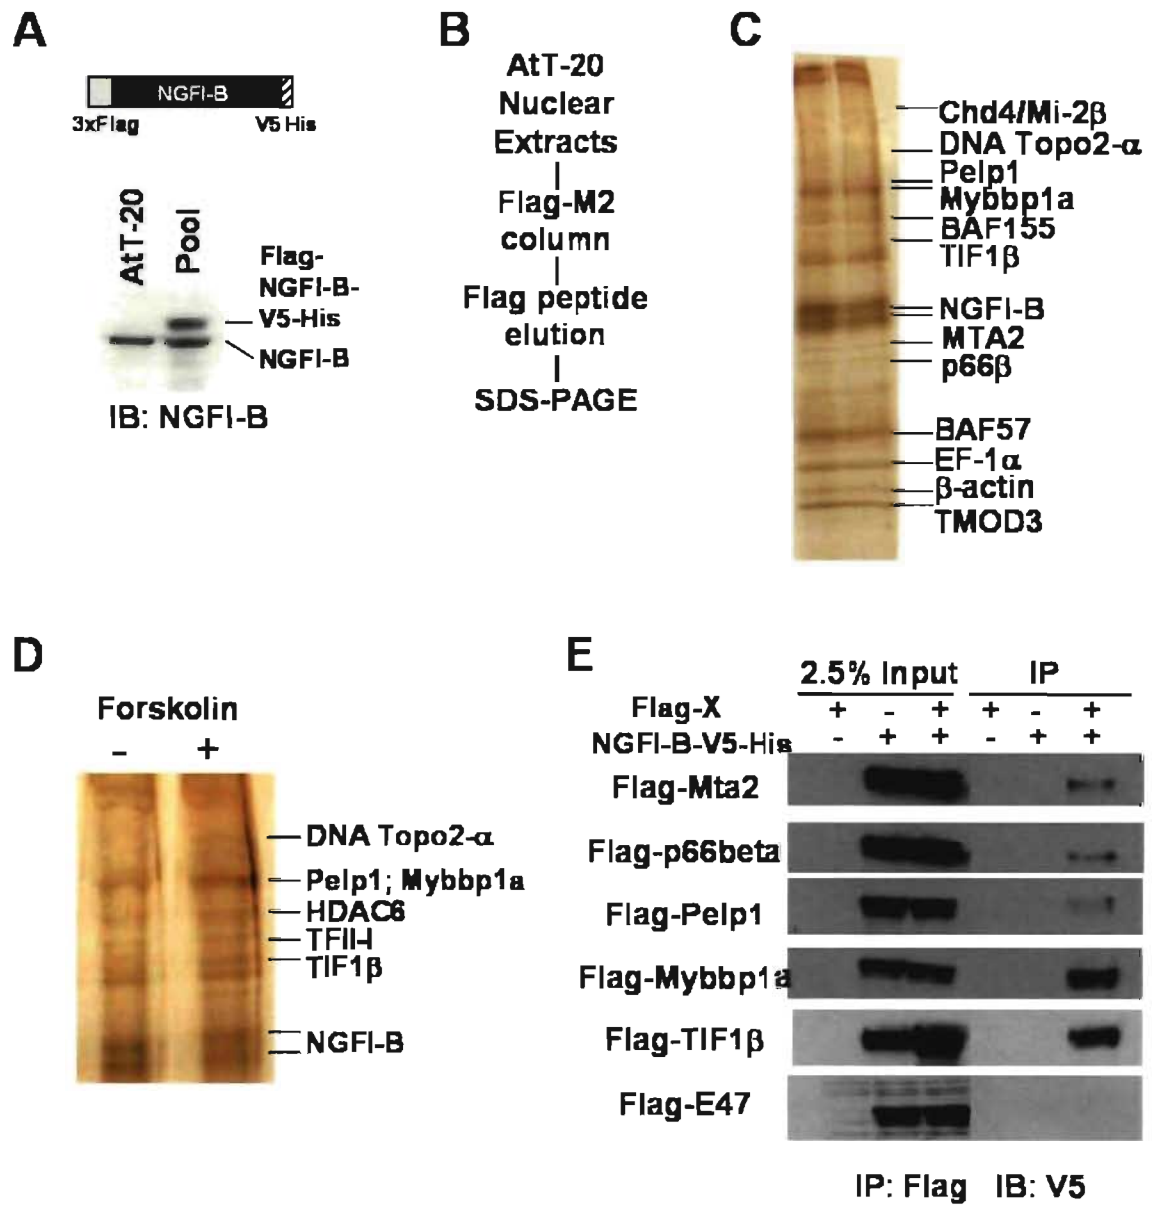 A
NGFI-B
3xFlag
V5 His
AtT-20
Pool
Flag-
NGFI-B-
V5-His
NGFI-B
IB: NGFI-B
B
AtT-20
Nuclear
Extracts
Flag-M2
column
Flag peptide
elution
SDS-PAGE
C
Chd4/Mi-2β
DNA Topo2-α
Pelp1
Mybbp1a
BAF155
TIF1β
NGFI-B
MTA2
p66β
BAF57
EF-1α
β-actin
TMOD3
D
Forskolin
- +
DNA Topo2-α
Pelp1; Mybbp1a
HDAC6
TFII-I
TIF1β
NGFI-B
E
2.5% Input IP
Flag-X + - + + - +
NGFI-B-V5-His - + + - + +
Flag-Mta2
Flag-p66beta
Flag-Pelp1
Flag-Mybbp1a
Flag-TIF1β
Flag-E47
IP: Flag IB: V5